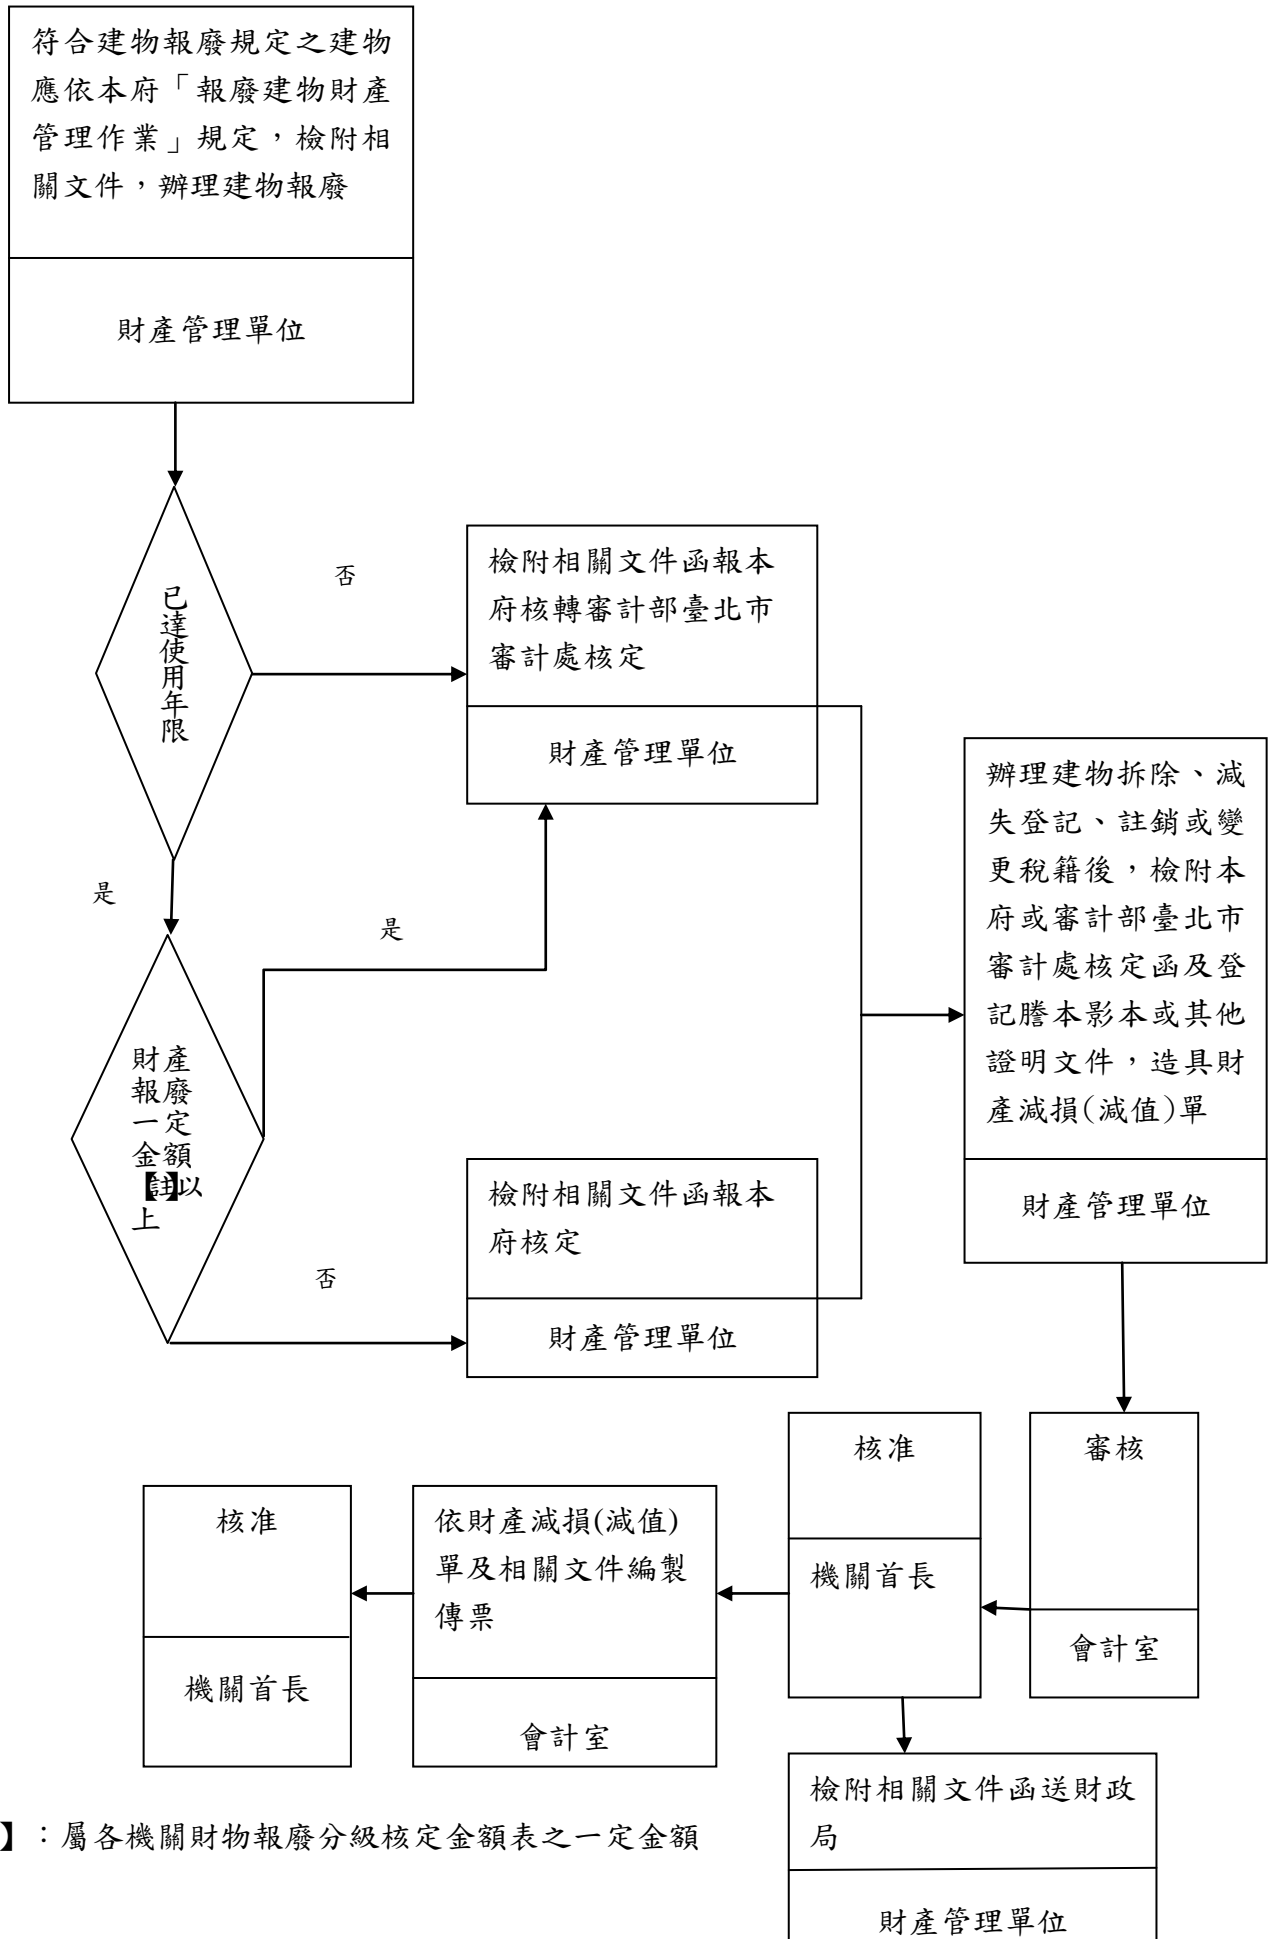 符合建物報廢規定之建物
應依本府「報廢建物財產
管理作業」規定，檢附相
關文件，辦理建物報廢
財產管理單位
已達使用年限
否
檢附相關文件函報本
府核轉審計部臺北市
審計處核定
財產管理單位
是
是
財產
報廢
一定
金額
【註】以
上
否
檢附相關文件函報本
府核定
財產管理單位
辦理建物拆除、減
失登記、註銷或變
更稅籍後，檢附本
府或審計部臺北市
審計處核定函及登
記謄本影本或其他
證明文件，造具財
產減損(減值)單
財產管理單位
審核
會計室
核准
機關首長
依財產減損(減值)
單及相關文件編製
傳票
會計室
核准
機關首長
檢附相關文件函送財政
局
財產管理單位
】：屬各機關財物報廢分級核定金額表之一定金額